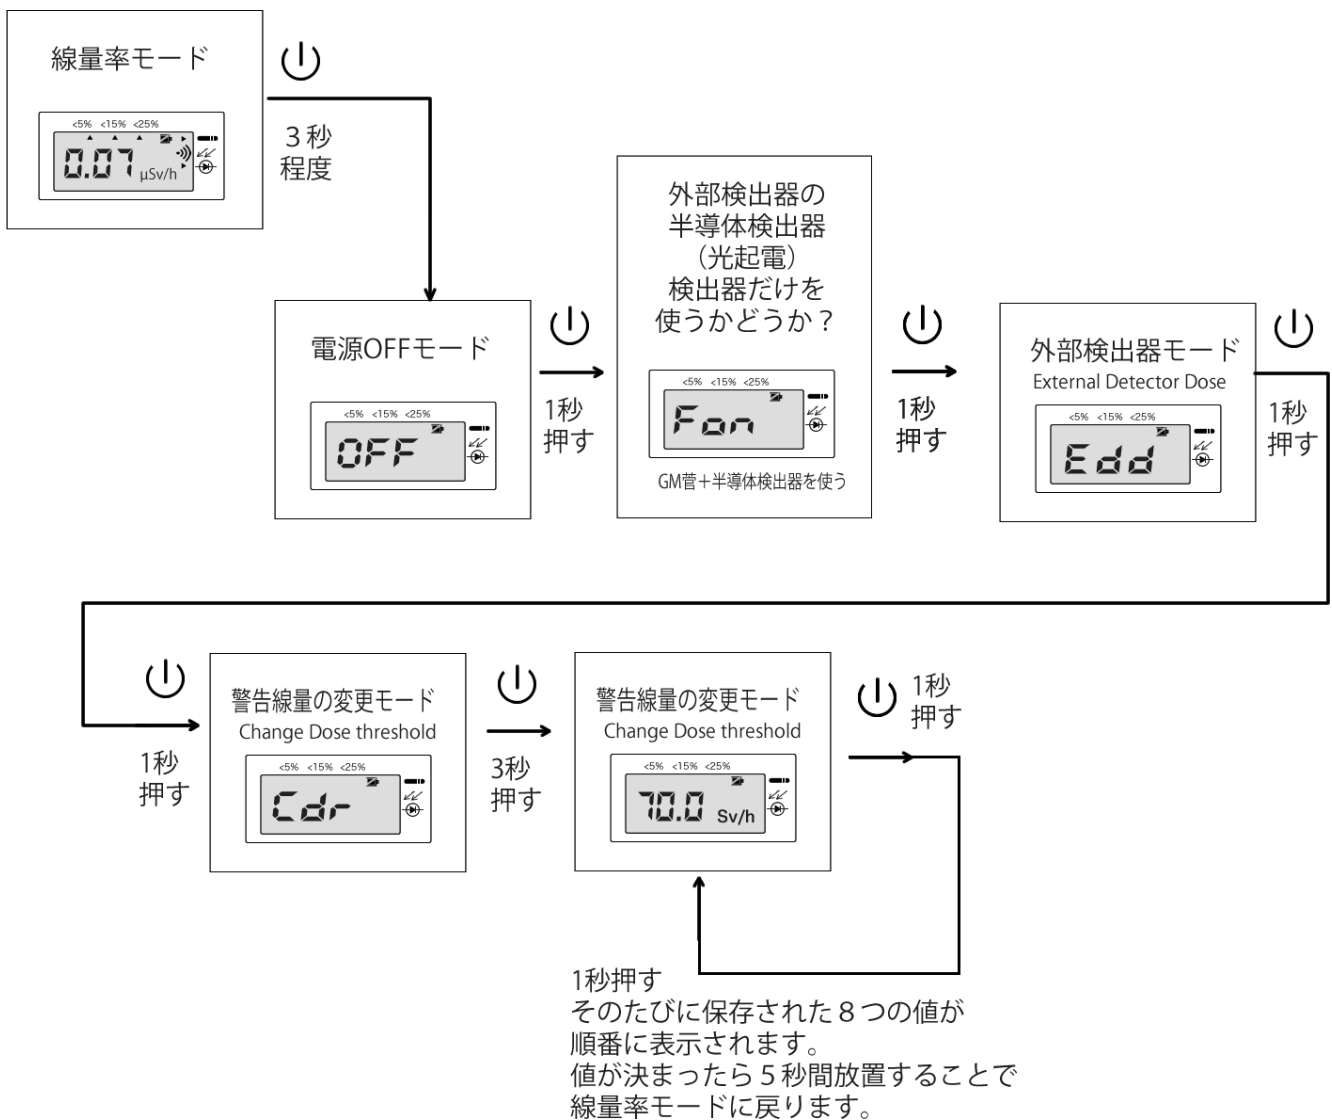 線量率モード
<5% <15% <25%
0.07 μSv/h
3秒
程度
電源OFFモード
<5% <15% <25%
OFF
1秒
押す
外部検出器の
半導体検出器
（光起電）
検出器だけを
使うかどうか？
<5% <15% <25%
Fon
GM菅＋半導体検出器を使う
1秒
押す
外部検出器モード
External Detector Dose
<5% <15% <25%
Edd
1秒
押す
1秒
押す
警告線量の変更モード
Change Dose threshold
<5% <15% <25%
Cdr
3秒
押す
警告線量の変更モード
Change Dose threshold
<5% <15% <25%
70.0 Sv/h
1秒
押す
1秒押す
そのたびに保存された８つの値が
順番に表示されます。
値が決まったら５秒間放置することで
線量率モードに戻ります。